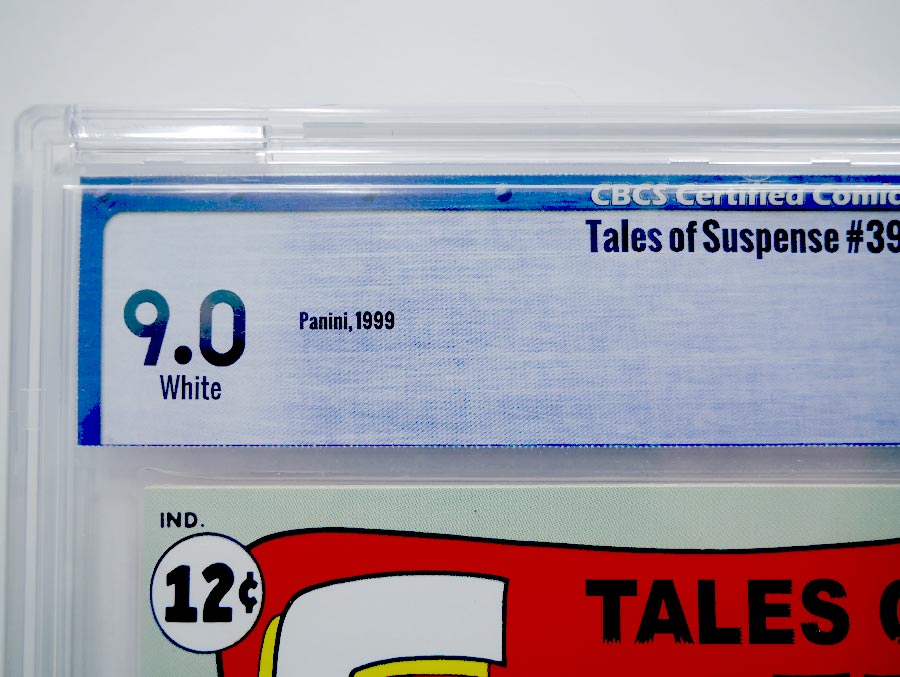 CBCS Certified Comic
Tales of Suspense #39
9.0
Panini, 1999
White
IND.
12¢
TALES